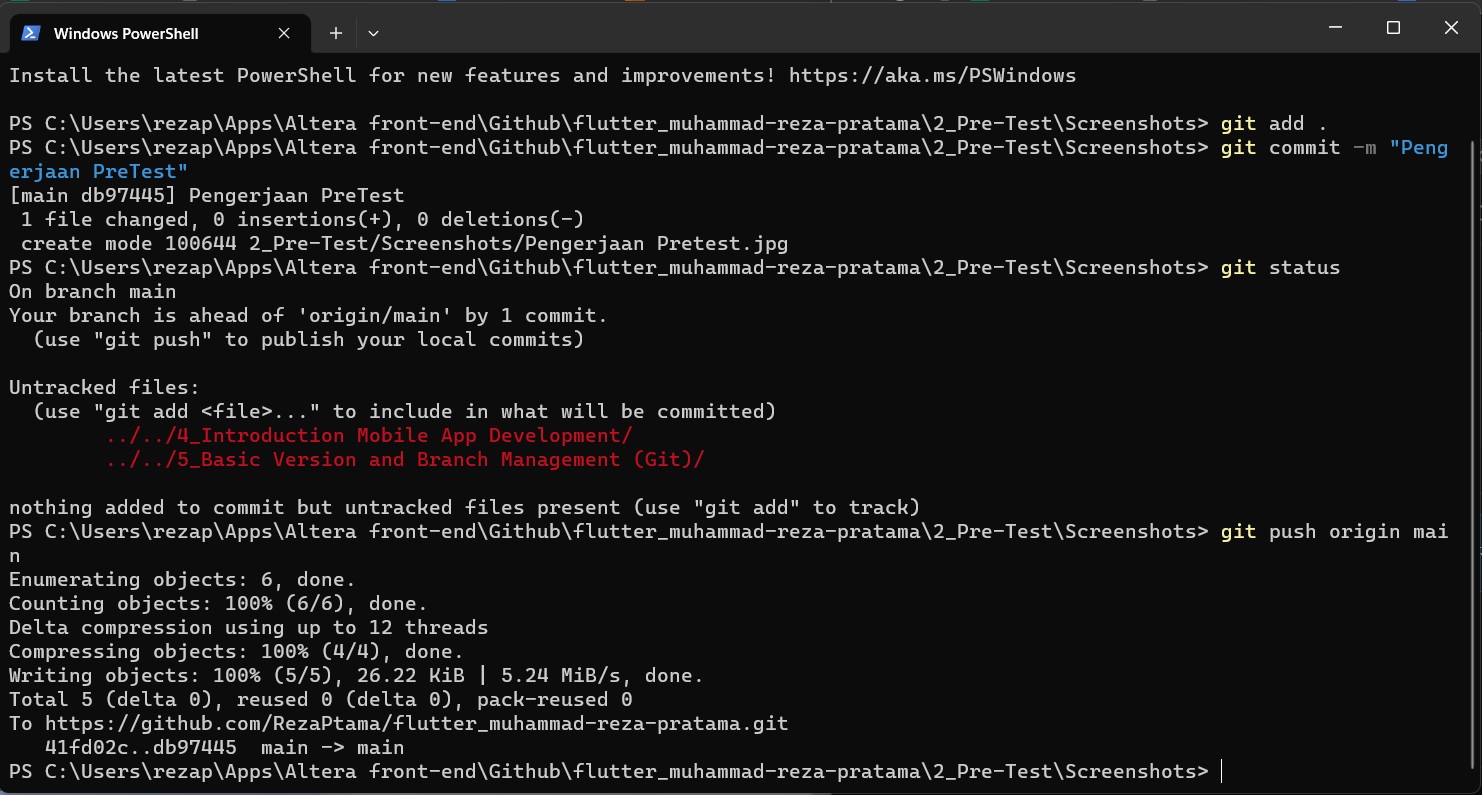 Windows PowerShell
Install the latest PowerShell for new features and improvements! https://aka.ms/PSWindows
PS C:\Users\rezap\Apps\Altera front-end\Github\flutter_muhammad-reza-pratama\2_Pre-Test\Screenshots> git add .
PS C:\Users\rezap\Apps\Altera front-end\Github\flutter_muhammad-reza-pratama\2_Pre-Test\Screenshots> git commit -m "Peng
erjaan PreTest"
[main db97445] Pengerjaan PreTest
 1 file changed, 0 insertions(+), 0 deletions(-)
 create mode 100644 2_Pre-Test/Screenshots/Pengerjaan Pretest.jpg
PS C:\Users\rezap\Apps\Altera front-end\Github\flutter_muhammad-reza-pratama\2_Pre-Test\Screenshots> git status
On branch main
Your branch is ahead of 'origin/main' by 1 commit.
  (use "git push" to publish your local commits)
Untracked files:
  (use "git add <file>..." to include in what will be committed)
        ../../4_Introduction Mobile App Development/
        ../../5_Basic Version and Branch Management (Git)/
nothing added to commit but untracked files present (use "git add" to track)
PS C:\Users\rezap\Apps\Altera front-end\Github\flutter_muhammad-reza-pratama\2_Pre-Test\Screenshots> git push origin mai
n
Enumerating objects: 6, done.
Counting objects: 100% (6/6), done.
Delta compression using up to 12 threads
Compressing objects: 100% (4/4), done.
Writing objects: 100% (5/5), 26.22 KiB | 5.24 MiB/s, done.
Total 5 (delta 0), reused 0 (delta 0), pack-reused 0
To https://github.com/RezaPtama/flutter_muhammad-reza-pratama.git
   41fd02c..db97445  main -> main
PS C:\Users\rezap\Apps\Altera front-end\Github\flutter_muhammad-reza-pratama\2_Pre-Test\Screenshots>